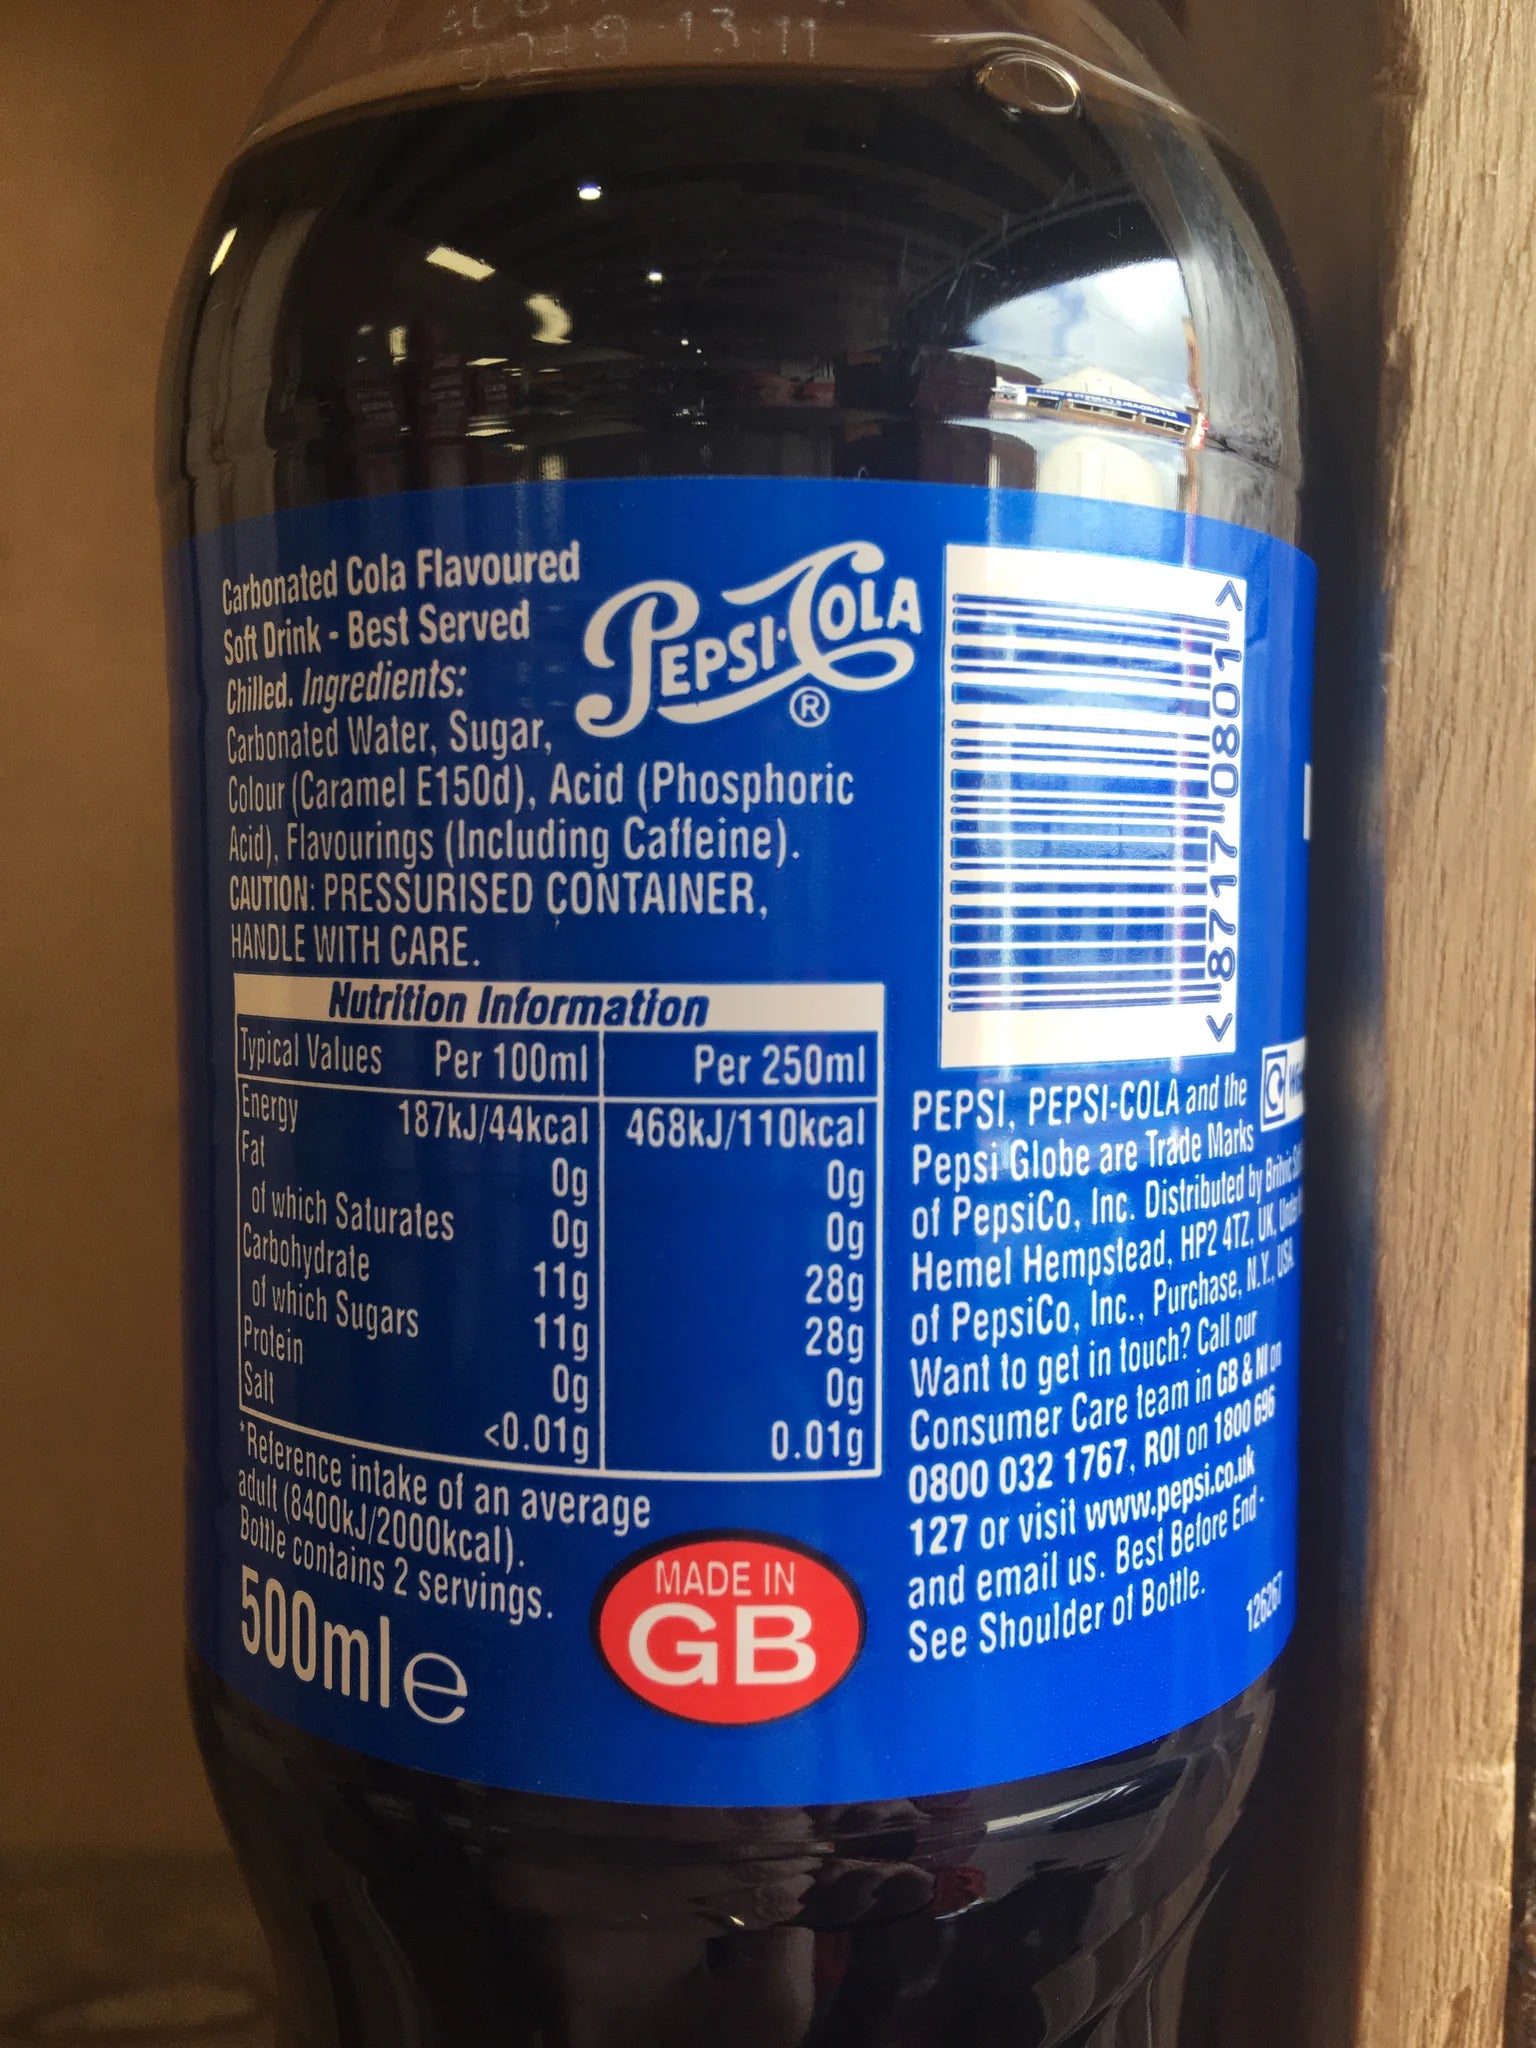 13:11
Carbonated Cola Flavoured
Soft Drink - Best Served
Chilled. Ingredients:
Carbonated Water, Sugar,
Colour (Caramel E150d), Acid (Phosphoric
Acid), Flavourings (Including Caffeine).
CAUTION: PRESSURISED CONTAINER,
HANDLE WITH CARE.
PEPSI-COLA
®
Nutrition Information
Typical Values Per 100ml Per 250ml
Energy 187kJ/44kcal 468kJ/110kcal
Fat 0g 0g
of which Saturates 0g 0g
Carbohydrate 11g 28g
of which Sugars 11g 28g
Protein 0g 0g
Salt <0.01g 0.01g
*Reference intake of an average
adult (8400kJ/2000kcal).
Bottle contains 2 servings.
500mle
MADE IN
GB
<871770801>
PEPSI, PEPSI-COLA and the
Pepsi Globe are Trade Marks
of PepsiCo, Inc. Distributed by Britvic
Hemel Hempstead, HP2 4TZ, UK,
of PepsiCo, Inc., Purchase, N.Y., USA.
Want to get in touch? Call our
Consumer Care team in GB & NI on
0800 032 1767, ROI on 1800 696
127 or visit www.pepsi.co.uk
and email us. Best Before End -
See Shoulder of Bottle.
126267